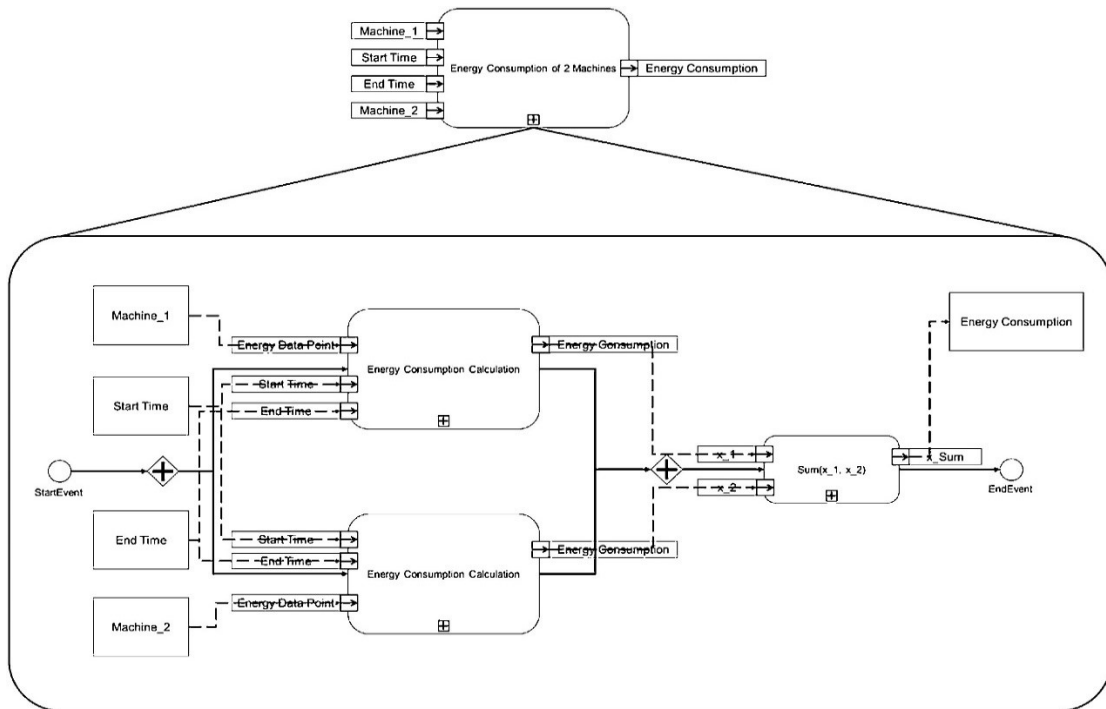 Machine_1
Start Time
End Time
Machine_2
Energy Consumption of 2 Machines
Energy Consumption
Machine_1
Start Time
End Time
Machine_2
StartEvent
Energy Data Point
Start Time
End Time
Energy Consumption Calculation
Energy Consumption
Start Time
End Time
Energy Data Point
Energy Consumption Calculation
Energy Consumption
x_1
x_2
Sum(x_1, x_2)
x_Sum
Energy Consumption
EndEvent